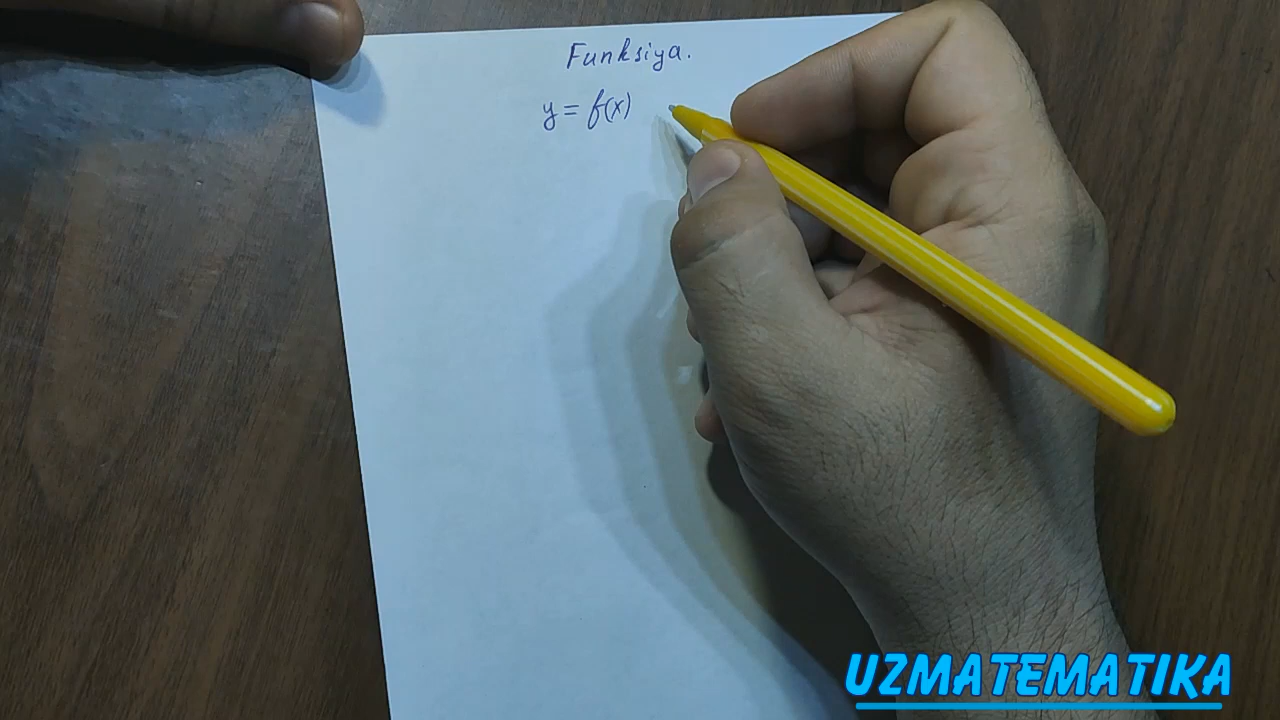 Funksiya.
y = f(x)
UZMATEMATIKA